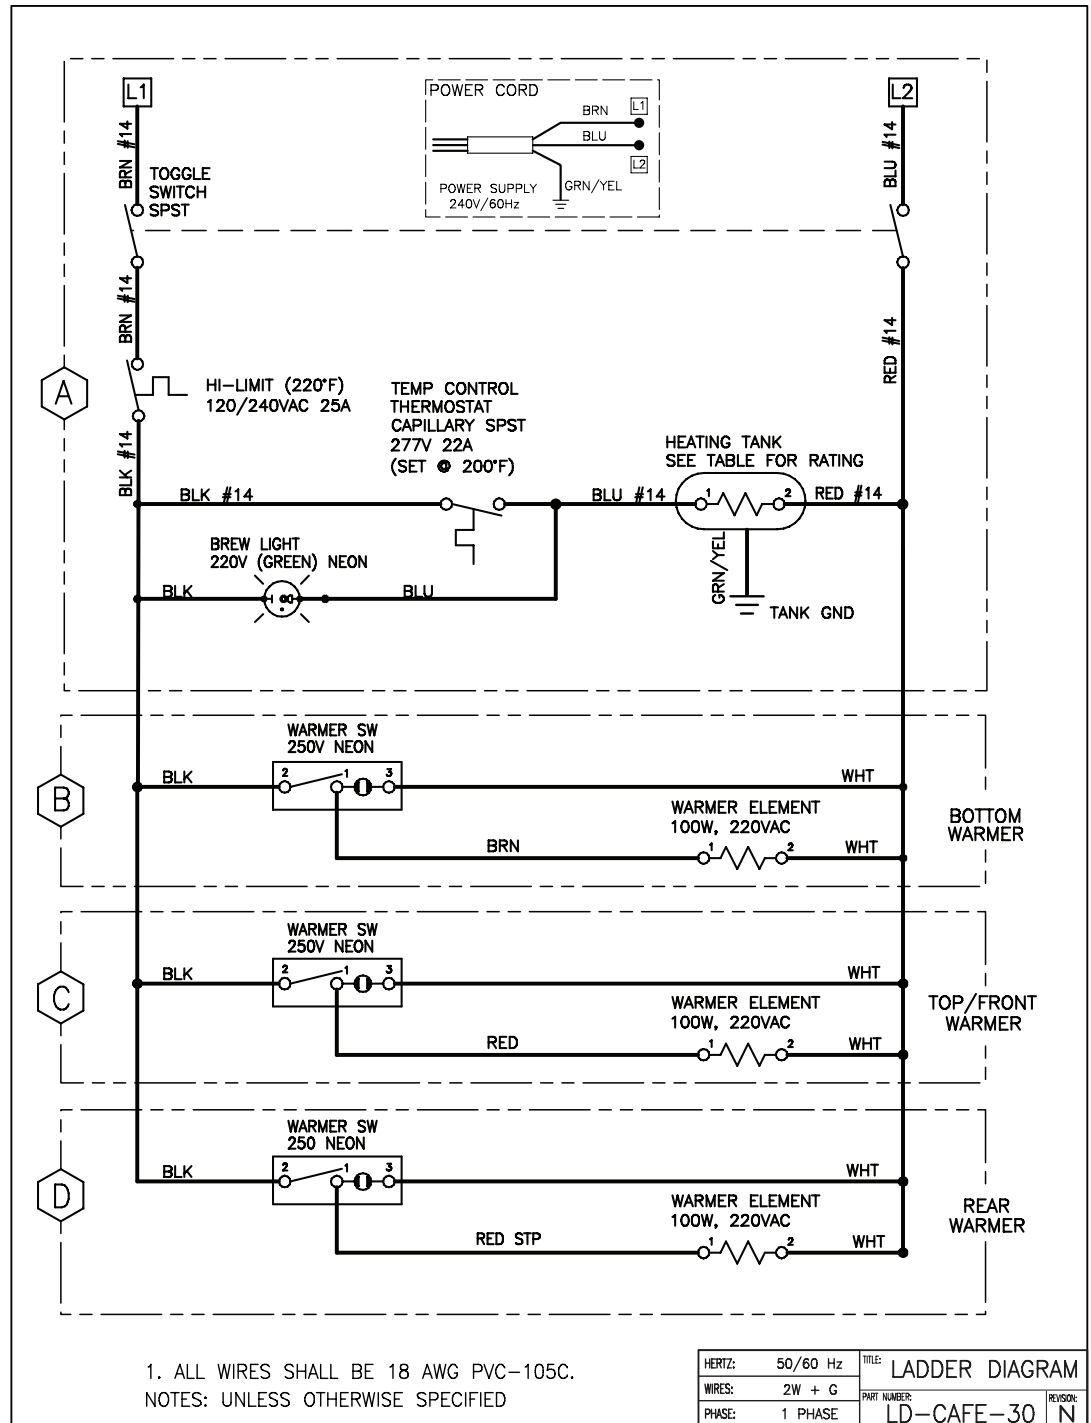 L1
L2
POWER CORD
BRN
L1
BLU
L2
GRN/YEL
POWER SUPPLY
240V/60Hz
BRN #14
BLU #14
TOGGLE
SWITCH
SPST
BRN #14
RED #14
A
HI-LIMIT (220°F)
120/240VAC 25A
TEMP CONTROL
THERMOSTAT
CAPILLARY SPST
277V 22A
(SET @ 200°F)
HEATING TANK
SEE TABLE FOR RATING
BLK #14
BLK #14
BLU #14
1
2
RED #14
BREW LIGHT
220V (GREEN) NEON
BLK
BLU
GRN/YEL
TANK GND
WARMER SW
250V NEON
B
BLK
2
1
3
WHT
WARMER ELEMENT
100W, 220VAC
BRN
1
2
WHT
BOTTOM
WARMER
WARMER SW
250V NEON
C
BLK
2
1
3
WHT
WARMER ELEMENT
100W, 220VAC
RED
1
2
WHT
TOP/FRONT
WARMER
WARMER SW
250 NEON
D
BLK
2
1
3
WHT
WARMER ELEMENT
100W, 220VAC
RED STP
1
2
WHT
REAR
WARMER
1. ALL WIRES SHALL BE 18 AWG PVC-105C.
NOTES: UNLESS OTHERWISE SPECIFIED
HERTZ: 50/60 Hz
WIRES: 2W + G
PHASE: 1 PHASE
TITLE: LADDER DIAGRAM
PART NUMBER: LD-CAFE-30
REVISION: N